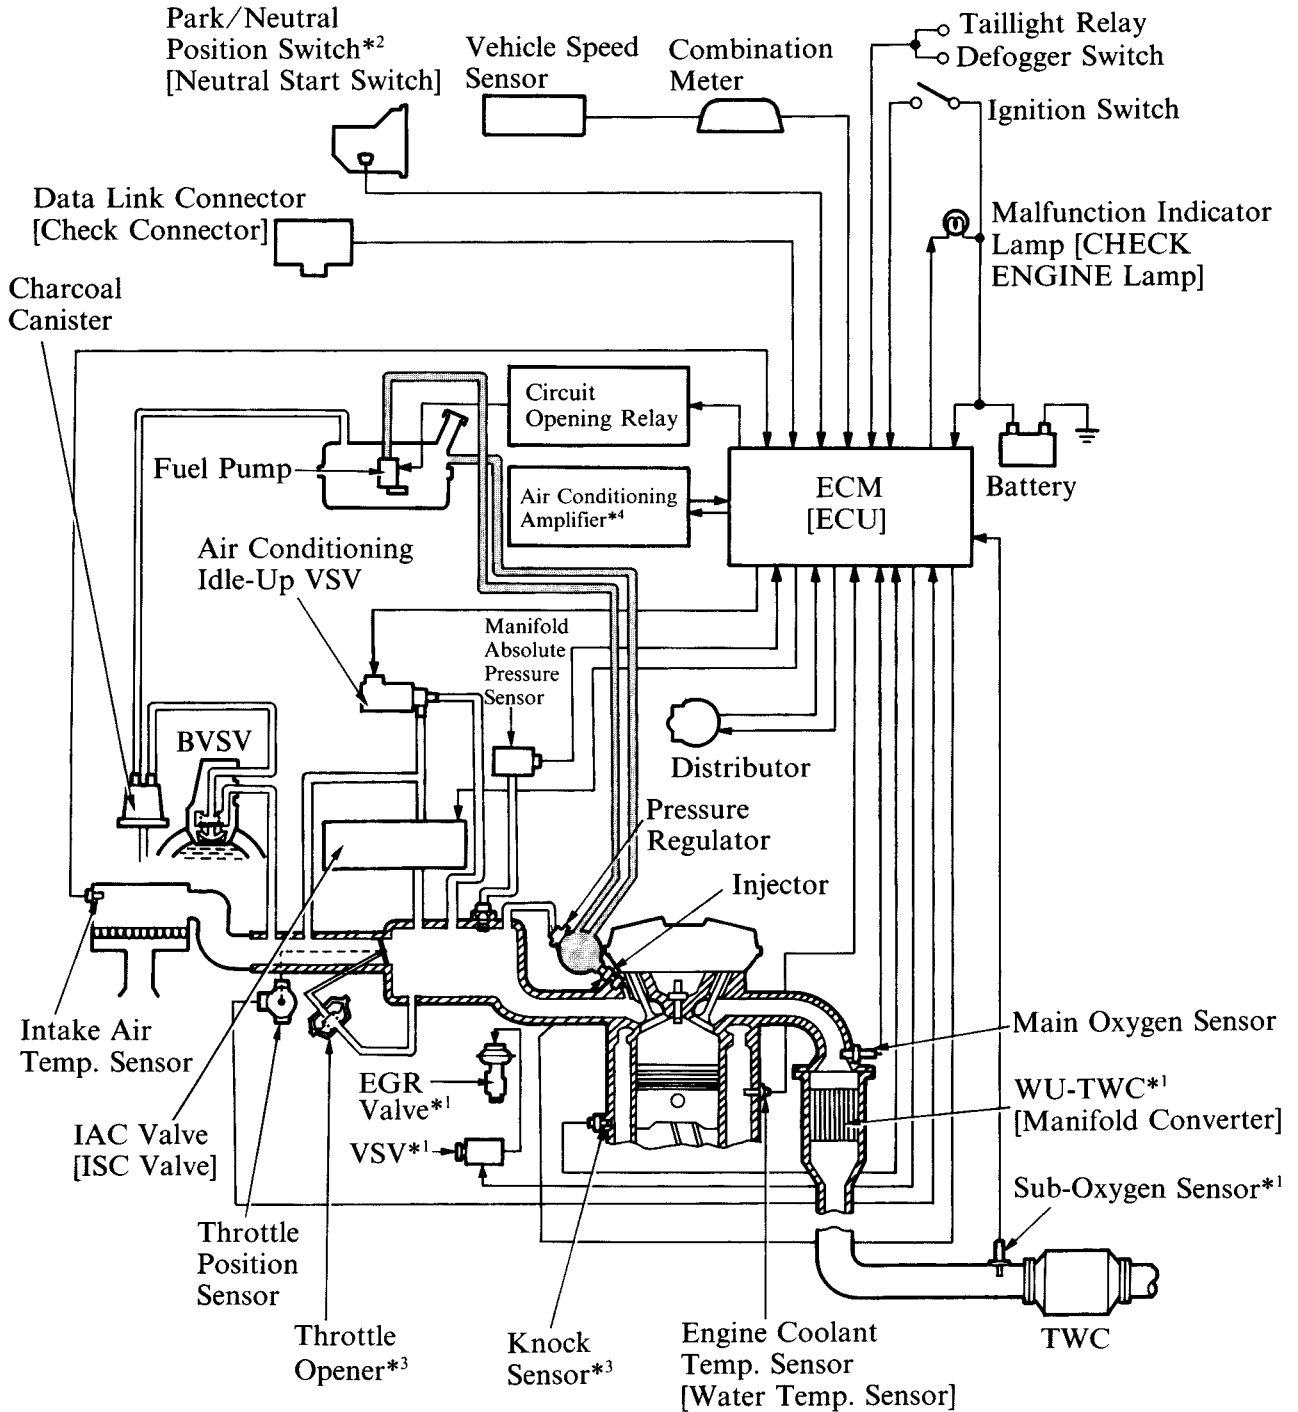 Park/Neutral
Position Switch*2
[Neutral Start Switch]
Vehicle Speed
Sensor
Combination
Meter
Taillight Relay
Defogger Switch
Ignition Switch
Data Link Connector
[Check Connector]
Malfunction Indicator
Lamp [CHECK
ENGINE Lamp]
Charcoal
Canister
Circuit
Opening Relay
Fuel Pump
Air Conditioning
Amplifier*4
ECM
[ECU]
Battery
Air Conditioning
Idle-Up VSV
Manifold
Absolute
Pressure
Sensor
BVSV
Distributor
Pressure
Regulator
Injector
Intake Air
Temp. Sensor
Main Oxygen Sensor
EGR
Valve*1
WU-TWC*1
[Manifold Converter]
IAC Valve
[ISC Valve]
VSV*1
Sub-Oxygen Sensor*1
Throttle
Position
Sensor
Throttle
Opener*3
Knock
Sensor*3
Engine Coolant
Temp. Sensor
[Water Temp. Sensor]
TWC